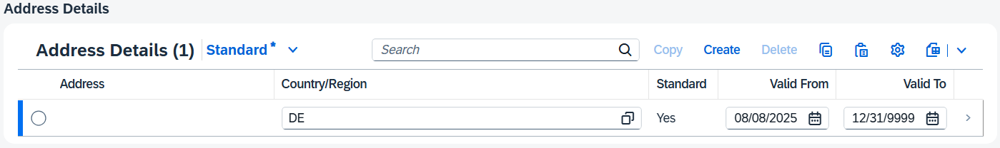 Address Details
Address Details (1) Standard * Search Copy Create Delete
Address Country/Region Standard Valid From Valid To
DE Yes 08/08/2025 12/31/9999